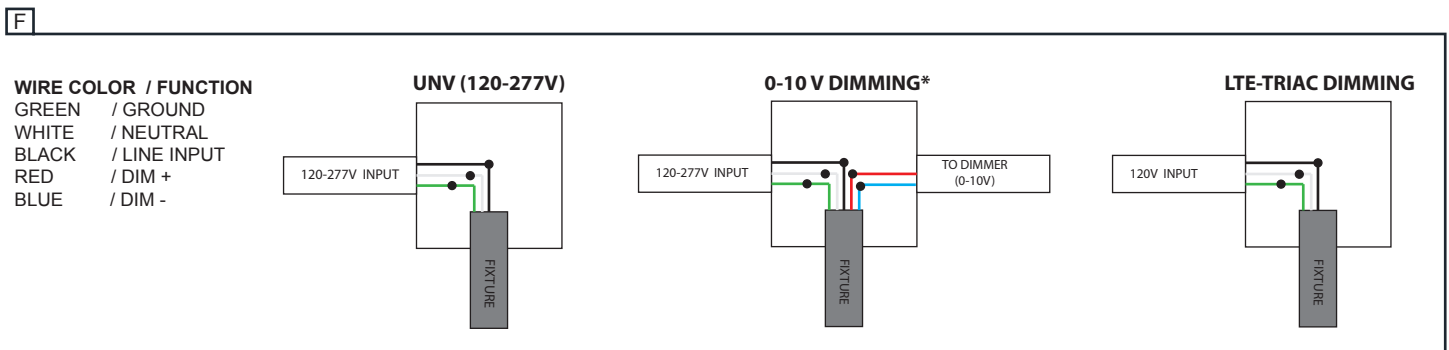 F
WIRE COLOR / FUNCTION
GREEN / GROUND
WHITE / NEUTRAL
BLACK / LINE INPUT
RED / DIM +
BLUE / DIM -
UNV (120-277V)
120-277V INPUT
FIXTURE
0-10 V DIMMING*
120-277V INPUT
TO DIMMER
(0-10V)
FIXTURE
LTE-TRIAC DIMMING
120V INPUT
FIXTURE